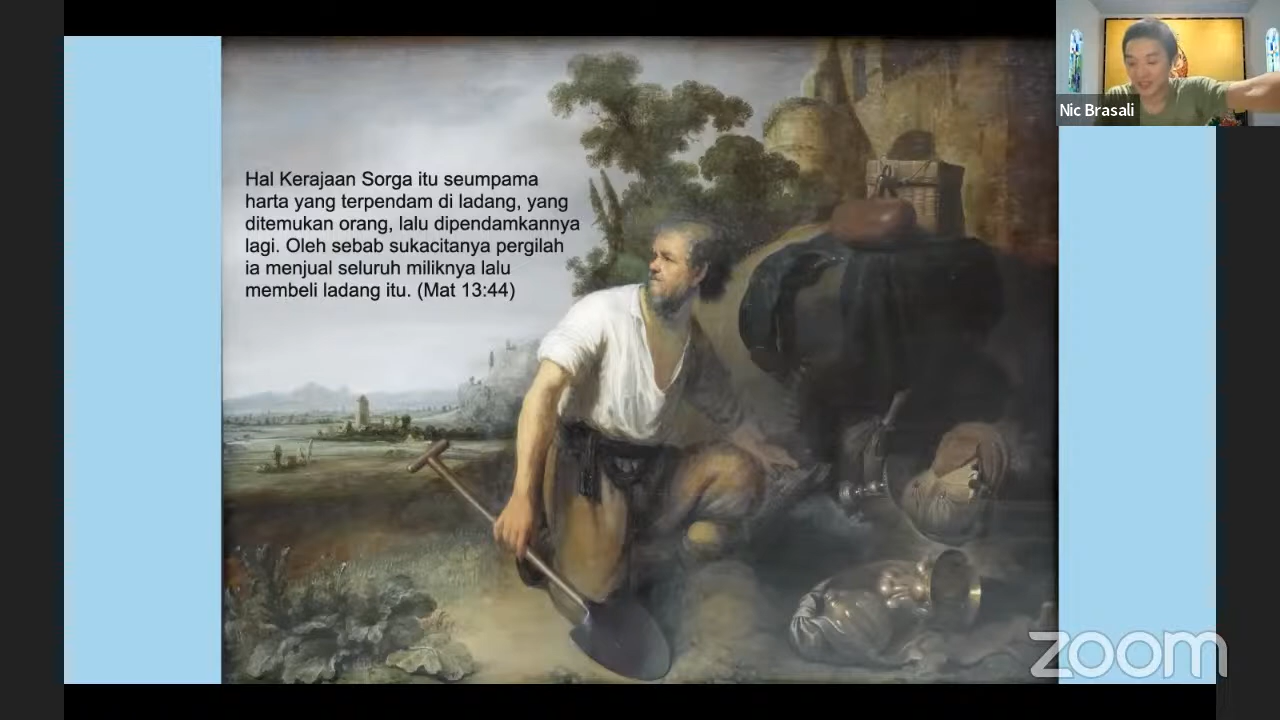 Hal Kerajaan Sorga itu seumpama
harta yang terpendam di ladang, yang
ditemukan orang, lalu dipendamkannya
lagi. Oleh sebab sukacitanya pergilah
ia menjual seluruh miliknya lalu
membeli ladang itu. (Mat 13:44)
Nic Brasali
zoom